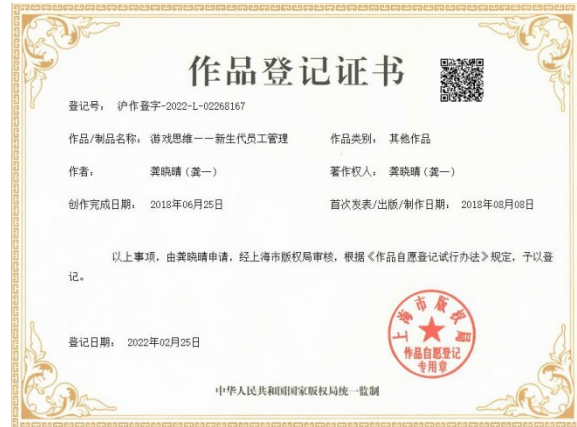 作品登记证书
登记号： 沪作登字-2022-L-02268167
作品/制品名称： 游戏思维——新生代员工管理 作品类别： 其他作品
作者： 龚晓晴（龚一） 著作权人： 龚晓晴（龚一）
创作完成日期： 2018年06月25日 首次发表/出版/制作日期： 2018年08月08日
以上事项，由龚晓晴申请，经上海市版权局审核，根据《作品自愿登记试行办法》规定，予以登
记。
登记日期： 2022年02月25日
上海市版权局
作品自愿登记
专用章
中华人民共和国国家版权局统一监制